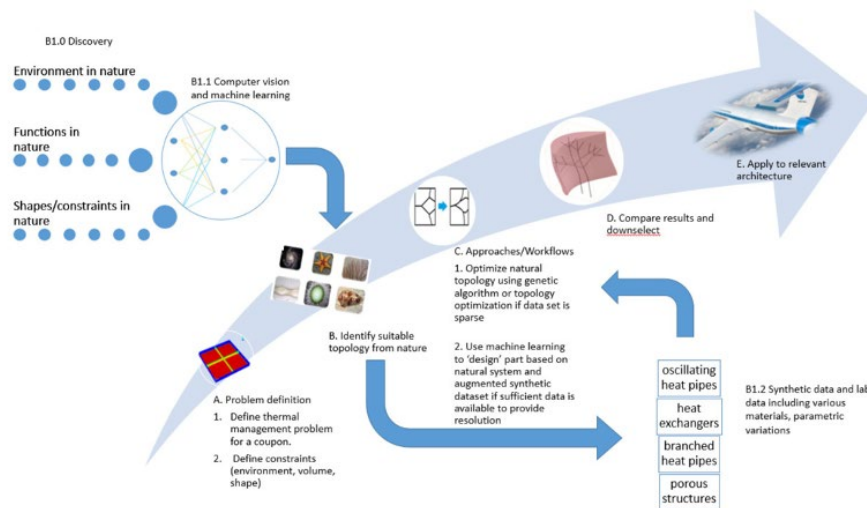 B1.0 Discovery
Environment in nature
Functions in
nature
Shapes/constraints in
nature
B1.1 Computer vision
and machine learning
A. Problem definition
1. Define thermal
management problem
for a coupon.
2. Define constraints
(environment, volume,
shape)
B. Identify suitable
topology from nature
C. Approaches/Workflows
1. Optimize natural
topology using genetic
algorithm or topology
optimization if data set is
sparse
2. Use machine learning
to 'design' part based on
natural system and
augmented synthetic
dataset if sufficient data is
available to provide
resolution
D. Compare results and
downselect
E. Apply to relevant
architecture
oscillating
heat pipes
heat
exchangers
branched
heat pipes
porous
structures
B1.2 Synthetic data and lab
data including various
materials, parametric
variations